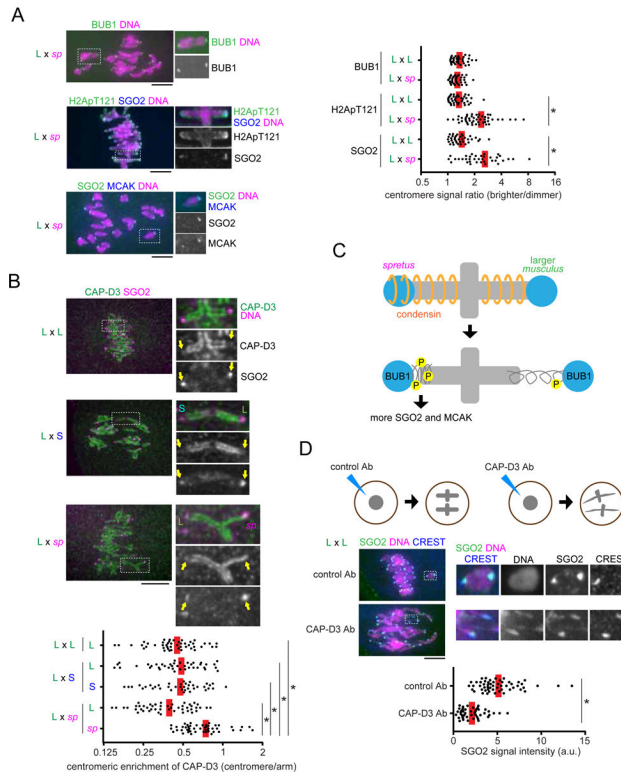 A
BUB1 DNA
L x sp
BUB1 DNA
BUB1
H2ApT121 SGO2 DNA
L x sp
H2ApT121
SGO2 DNA
H2ApT121
SGO2
SGO2 MCAK DNA
L x sp
SGO2 DNA
MCAK
SGO2
MCAK
BUB1
L x L
L x sp
H2ApT121
L x L
L x sp
*
SGO2
L x L
L x sp
*
0.5 1 2 4 8 16
centromere signal ratio (brighter/dimmer)
B
CAP-D3 SGO2
L x L
CAP-D3
DNA
CAP-D3
SGO2
L x S
S L
L x sp
L sp
L x L L
L x S L
S
L x sp L
sp
* * * *
0.125 0.25 0.5 1 2
centromeric enrichment of CAP-D3 (centromere/arm)
C
spretus
larger
musculus
condensin
BUB1 P P P P BUB1
more SGO2 and MCAK
D
control Ab
CAP-D3 Ab
L x L
SGO2 DNA CREST
control Ab
CAP-D3 Ab
SGO2 DNA
CREST
DNA
SGO2
CRES
control Ab
CAP-D3 Ab
*
0 5 10 15
SGO2 signal intensity (a.u.)